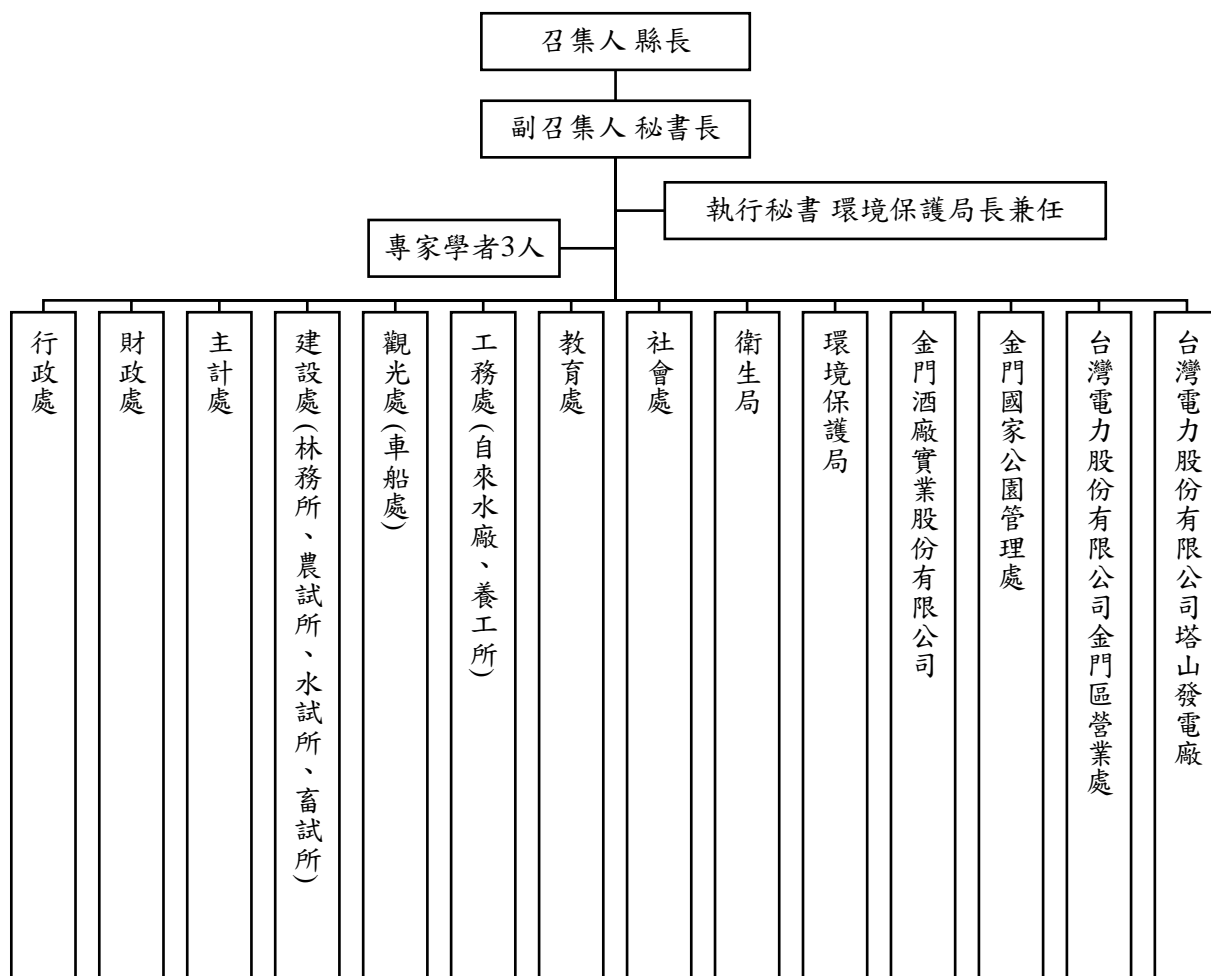 召集人 縣長
副召集人 秘書長
執行秘書 環境保護局長兼任
專家學者3人
行政處
財政處
主計處
建設處(林務所、農試所、水試所、畜試所)
觀光處(車船處)
工務處(自來水廠、養工所)
教育處
社會處
衛生局
環境保護局
金門酒廠實業股份有限公司
金門國家公園管理處
台灣電力股份有限公司金門區營業處
台灣電力股份有限公司塔山發電廠